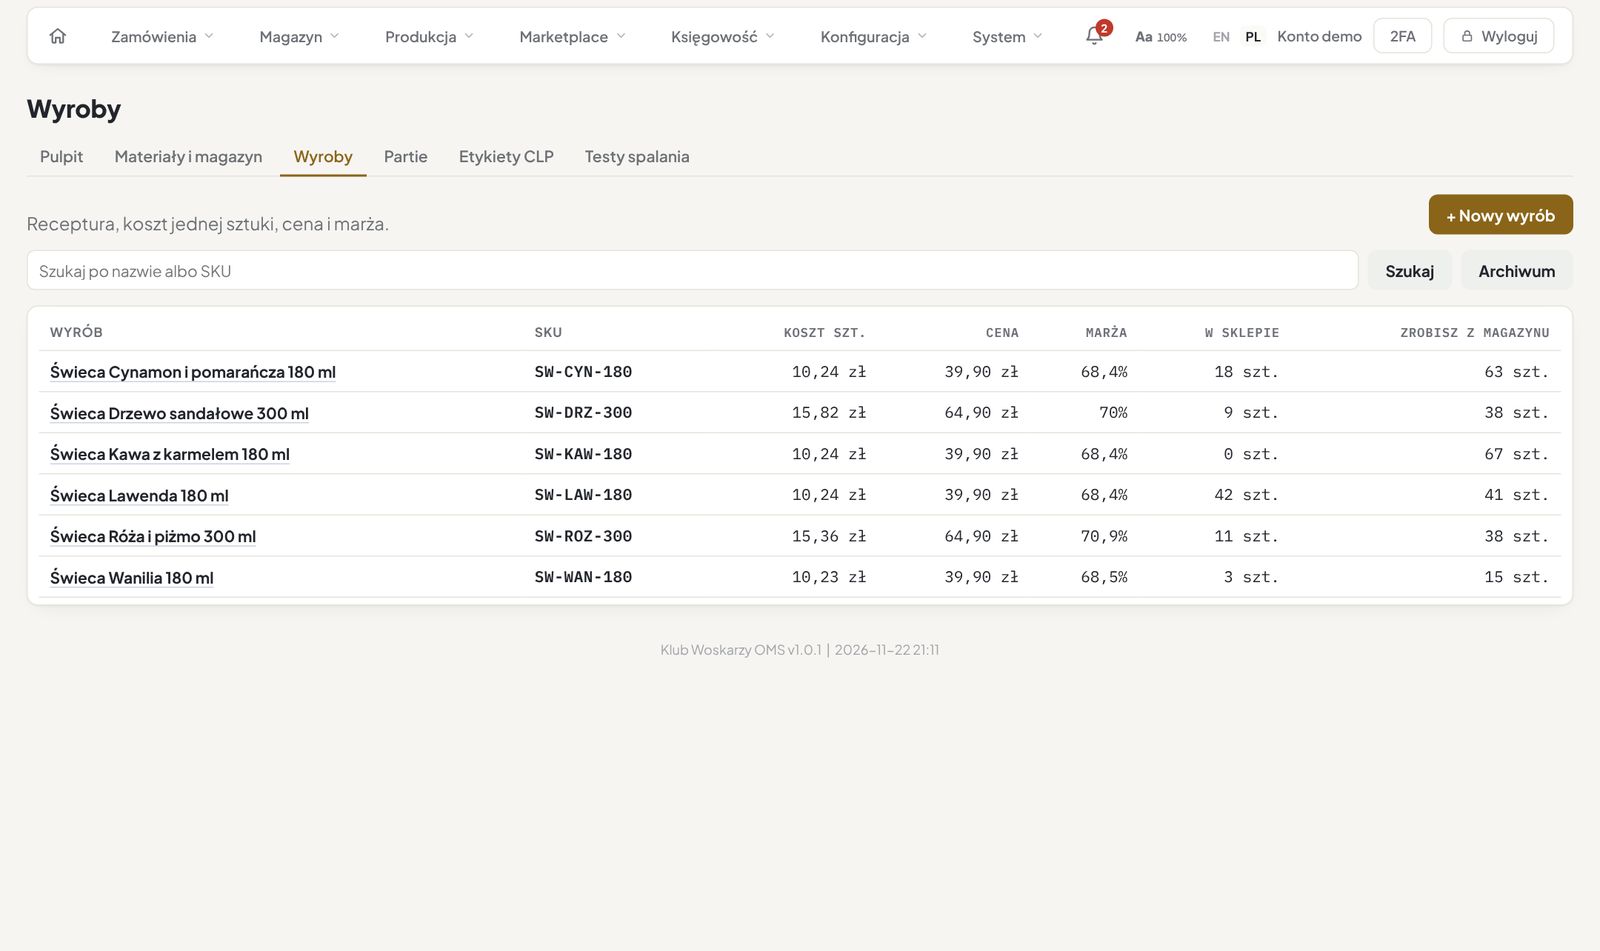 Zamówienia Magazyn Produkcja Marketplace Księgowość Konfiguracja System 2 Aa 100% EN PL Konto demo 2FA Wyloguj
Wyroby
Pulpit Materiały i magazyn Wyroby Partie Etykiety CLP Testy spalania
Receptura, koszt jednej sztuki, cena i marża.
+ Nowy wyrób
Szukaj po nazwie albo SKU Szukaj Archiwum
WYRÓB SKU KOSZT SZT. CENA MARŻA W SKLEPIE ZROBISZ Z MAGAZYNU
Świeca Cynamon i pomarańcza 180 ml SW-CYN-180 10,24 zł 39,90 zł 68,4% 18 szt. 63 szt.
Świeca Drzewo sandałowe 300 ml SW-DRZ-300 15,82 zł 64,90 zł 70% 9 szt. 38 szt.
Świeca Kawa z karmelem 180 ml SW-KAW-180 10,24 zł 39,90 zł 68,4% 0 szt. 67 szt.
Świeca Lawenda 180 ml SW-LAW-180 10,24 zł 39,90 zł 68,4% 42 szt. 41 szt.
Świeca Róża i piżmo 300 ml SW-ROZ-300 15,36 zł 64,90 zł 70,9% 11 szt. 38 szt.
Świeca Wanilia 180 ml SW-WAN-180 10,23 zł 39,90 zł 68,5% 3 szt. 15 szt.
Klub Woskarzy OMS v1.0.1 | 2026-11-22 21:11